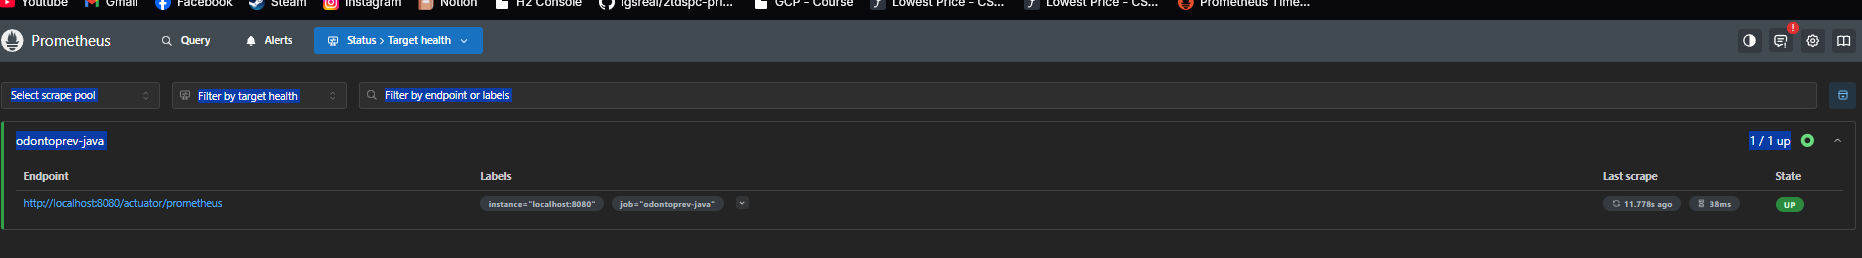 Youtube Gmail Facebook Steam Instagram Notion H2 Console igsreal/2tdspc-pri... GCP - Course Lowest Price - CS... Lowest Price - CS... Prometheus Time...
Prometheus Query Alerts Status > Target health !
Select scrape pool Filter by target health Filter by endpoint or labels
odontoprev-java 1 / 1 up
Endpoint Labels Last scrape State
http://localhost:8080/actuator/prometheus instance="localhost:8080" job="odontoprev-java" 11.778s ago 38ms UP